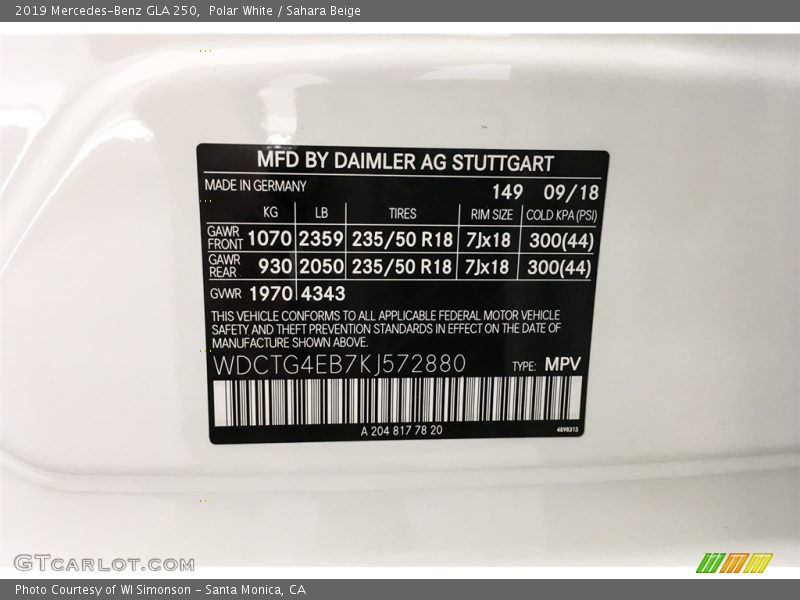 2019 Mercedes-Benz GLA 250,  Polar White / Sahara Beige
MFD BY DAIMLER AG STUTTGART
MADE IN GERMANY 149 09/18
KG LB TIRES RIM SIZE COLD KPA (PSI)
GAWR FRONT 1070 2359 235/50 R18 7Jx18 300(44)
GAWR REAR 930 2050 235/50 R18 7Jx18 300(44)
GVWR 1970 4343
THIS VEHICLE CONFORMS TO ALL APPLICABLE FEDERAL MOTOR VEHICLE
SAFETY AND THEFT PREVENTION STANDARDS IN EFFECT ON THE DATE OF
MANUFACTURE SHOWN ABOVE.
WDCTG4EB7KJ572880 TYPE: MPV
A 204 817 78 20 4898313
GTCARLOT.COM
Photo Courtesy of WI Simonson - Santa Monica, CA